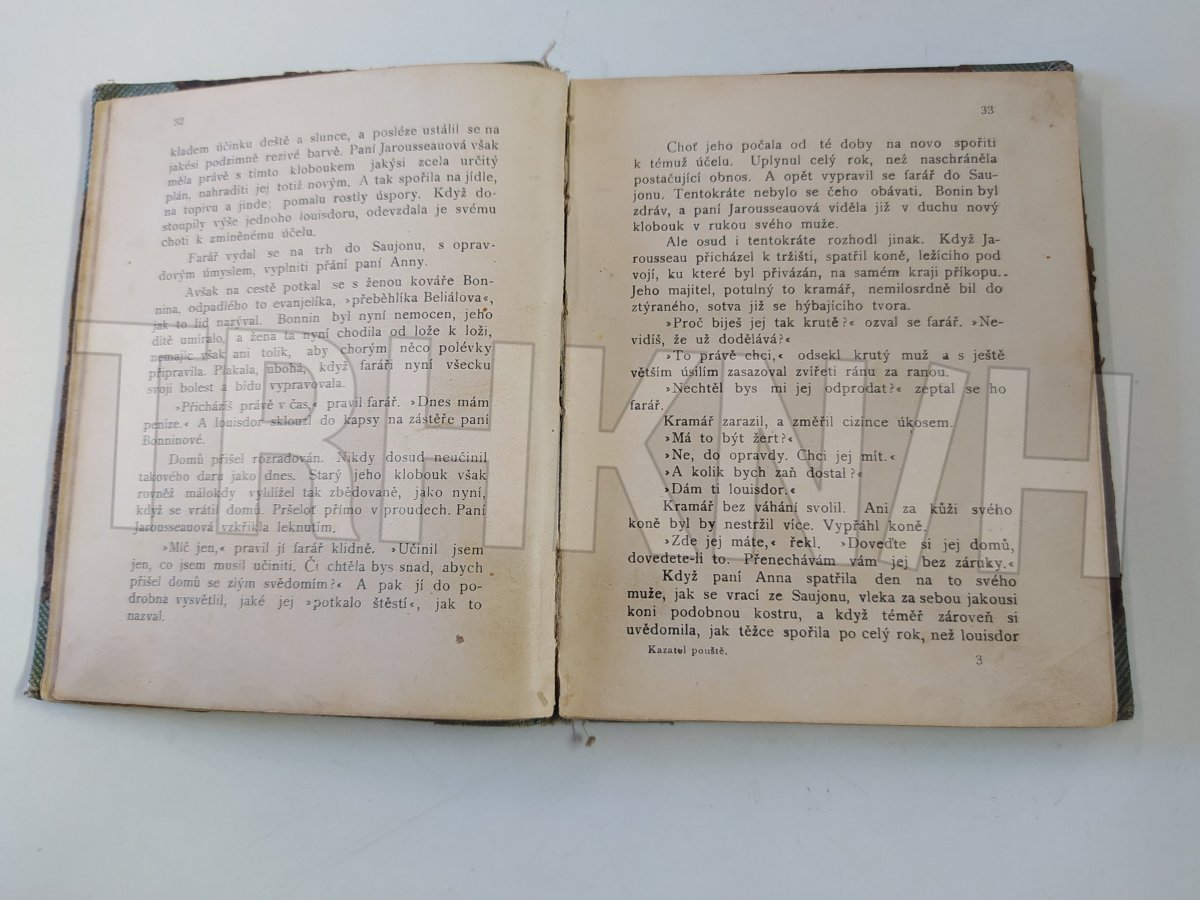 32
kladem účinku deště a slunce, a posléze ustálil se na
jakési podzimně rezivé barvě. Paní Jarousseauová však
měla právě s tímto kloboukem jakýsi zcela určitý
plán, nahraditi jej totiž novým. A tak spořila na jídle,
na topivu a jinde; pomalu rostly úspory. Když do-
stoupily výše jednoho louisdoru, odevzdala je svému
choti k zmíněnému účelu.
Farář vydal se na trh do Saujonu, s oprav-
dovým úmyslem, vyplniti přání paní Anny.
Avšak na cestě potkal se s ženou kováře Bon-
nina, odpadlého to evanjelíka, »přeběhlíka Beliálova«,
jak to lid nazýval. Bonnin byl nyní nemocen, jeho
dítě umíralo, a žena ta nyní chodila od lože k loži,
nemajíc však ani tolik, aby chorým něco polévky
připravila. Plakala, ubohá, když faráři nyní všecku
svoji bolest a bídu vypravovala.
»Přicházíš právě v čas,« pravil farář. »Dnes mám
peníze.« A louisdor sklouzl do kapsy na zástěře paní
Bonninové.
Domů přišel rozradován. Nikdy dosud neučinil
takového daru jako dnes. Starý jeho klobouk však
rovněž málokdy vyhlížel tak zbědovaně, jako nyní,
když se vrátil domů. Pršeloť přímo v proudech. Paní
Jarousseauová vzkřikla leknutím.
»Mlč jen,« pravil jí farář klidně. »Učinil jsem
jen, co jsem musil učiniti. Či chtěla bys snad, abych
přišel domů se zlým svědomím?« A pak jí do po-
drobna vysvětlil, jaké jej »potkalo štěstí«, jak to
nazval.
33
Choť jeho počala od té doby na novo spořiti
k témuž účelu. Uplynul celý rok, než naschráněla
postačující obnos. A opět vypravil se farář do Sau-
jonu. Tentokráte nebylo se čeho obávati. Bonin byl
zdráv, a paní Jarousseauová viděla již v duchu nový
klobouk v rukou svého muže.
Ale osud i tentokráte rozhodl jinak. Když Ja-
rousseau přicházel k tržišti, spatřil koně, ležícího pod
vojí, ku které byl přivázán, na samém kraji příkopu..
Jeho majitel, potulný to kramář, nemilosrdně bil do
ztýraného, sotva již se hýbajícího tvora.
»Proč biješ jej tak krutě?« ozval se farář. »Ne-
vidíš, že už dodělává?«
»To právě chci,« odsekl krutý muž a s ještě
větším úsilím zasazoval zvířeti ránu za ranou.
»Nechtěl bys mi jej odprodat?« zeptal se ho
farář.
Kramář zarazil, a změřil cizince úkosem.
»Má to být žert?«
»Ne, do opravdy. Chci jej mít.«
»A kolik bych zaň dostal?«
»Dám ti louisdor.«
Kramář bez váhání svolil. Ani za kůži svého
koně byl by nestržil více. Vypřáhl koně.
»Zde jej máte,« řekl. »Doveďte si jej domů,
dovedete-li to. Přenechávám vám jej bez záruky.«
Když paní Anna spatřila den na to svého
muže, jak se vrací ze Saujonu, vleka za sebou jakousi
koni podobnou kostru, a když téměř zároveň si
uvědomila, jak těžce spořila po celý rok, než louisdor
Kazatel pouště.
3
TRHKNIH